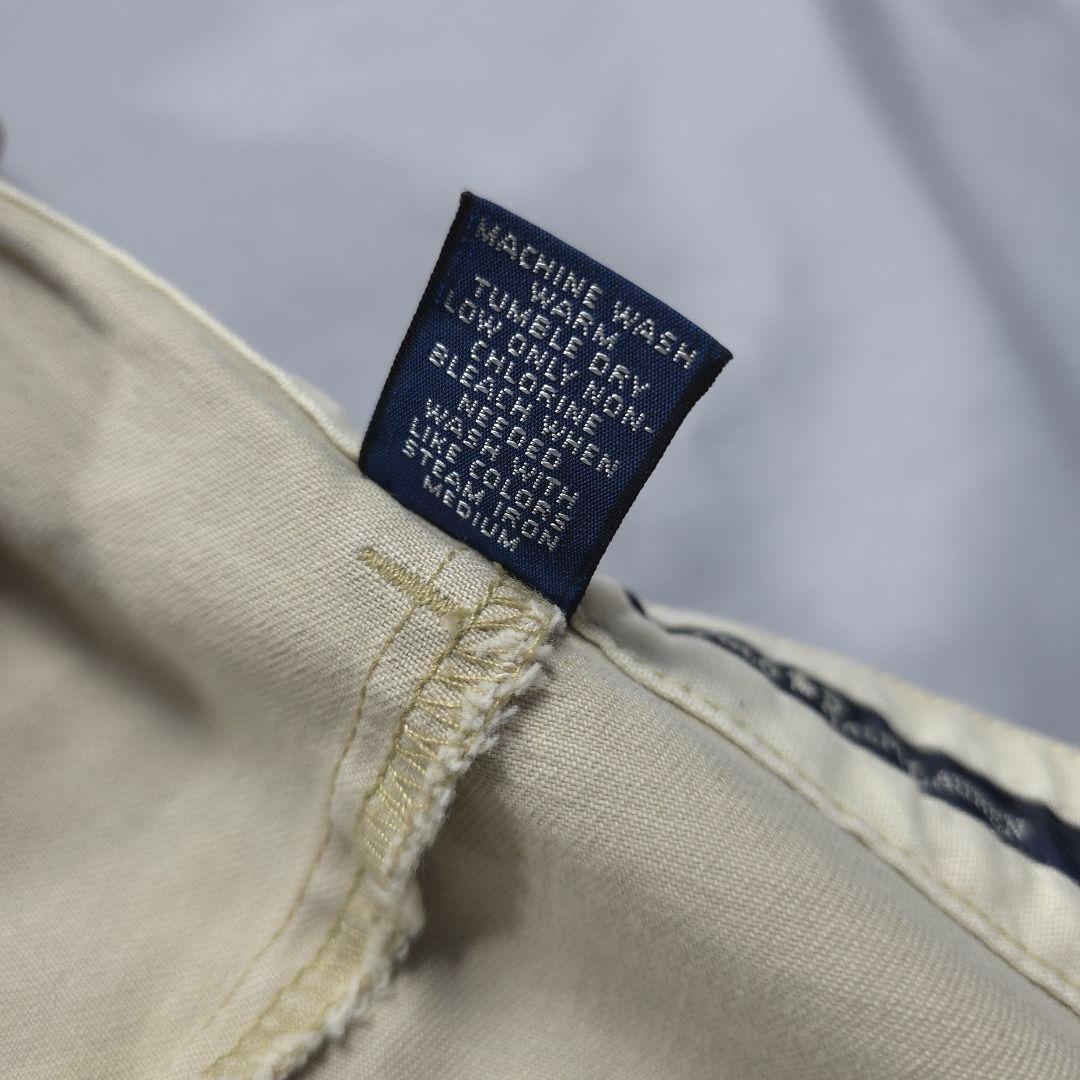 MACHINE WASH
WARM
TUMBLE DRY
LOW ONLY NON-
CHLORINE
BLEACH WHEN
NEEDED
WASH WITH
LIKE COLORS
STEAM IRON
MEDIUM
RALPH LAUREN